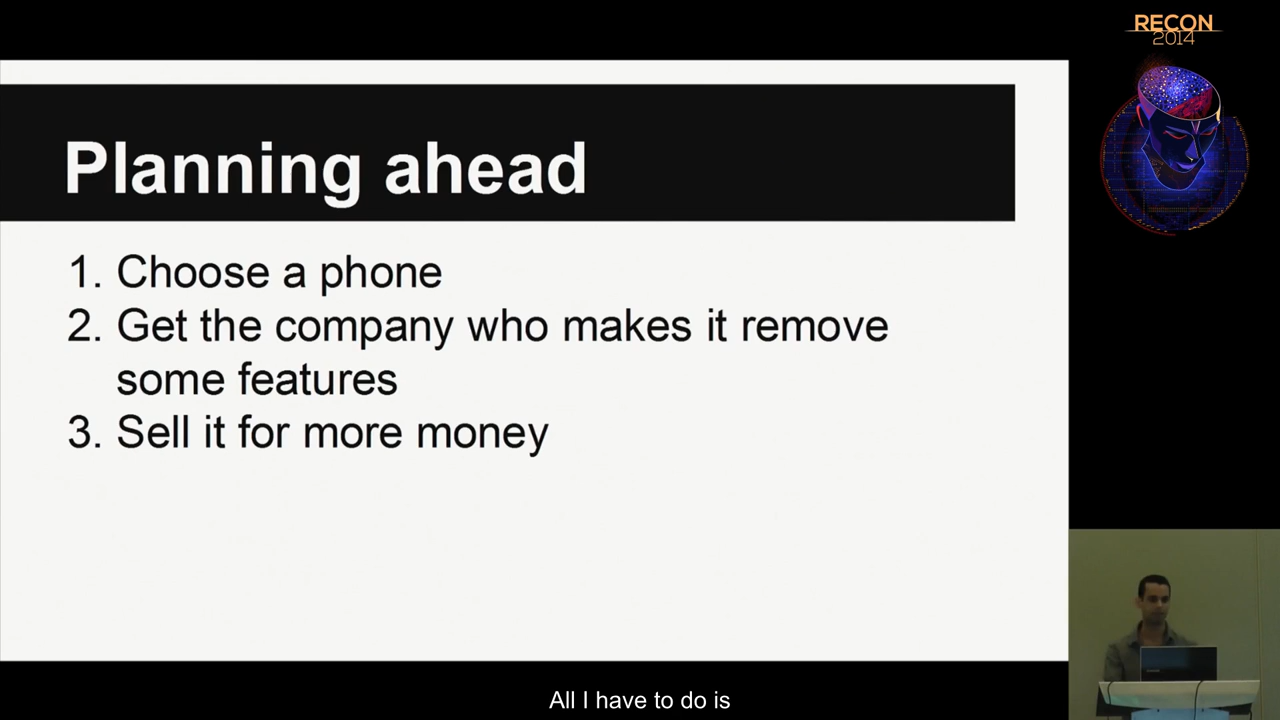 RECON
2014
Planning ahead
1. Choose a phone
2. Get the company who makes it remove
some features
3. Sell it for more money
All I have to do is